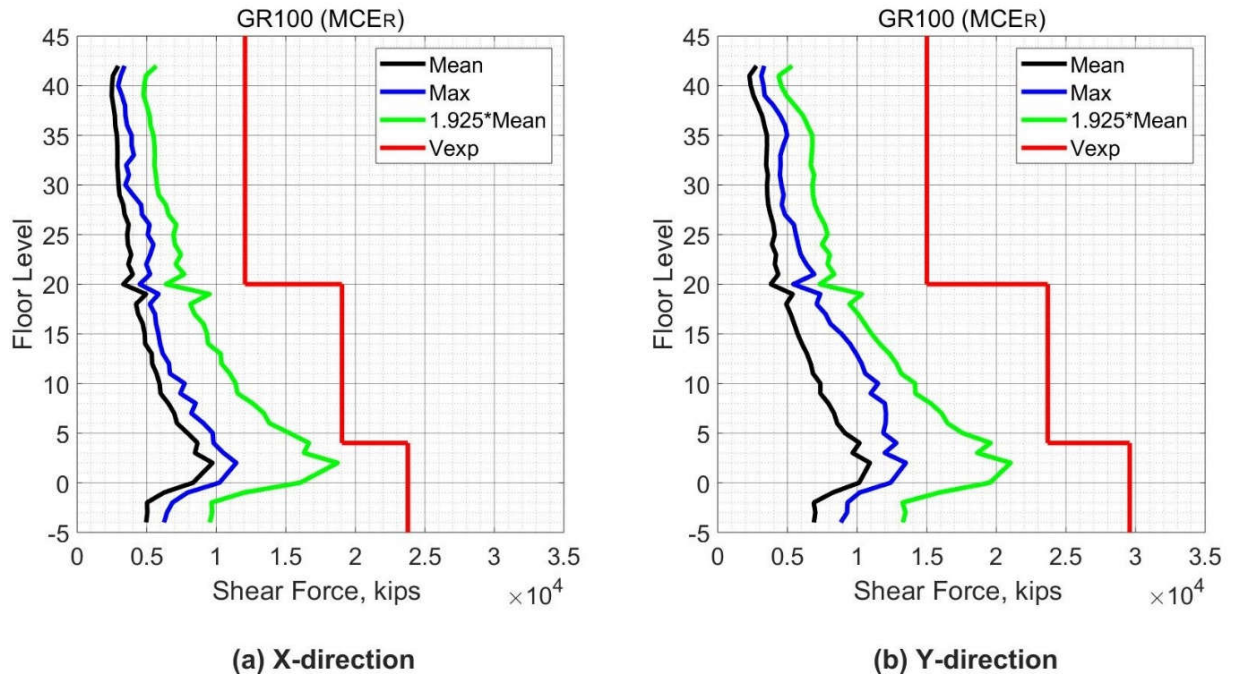 GR100 (MCER)
45
40
35
30
25
20
15
10
5
0
-5
Floor Level
Mean
Max
1.925*Mean
Vexp
0 0.5 1 1.5 2 2.5 3 3.5
Shear Force, kips
×10^4
(a) X-direction
GR100 (MCER)
45
40
35
30
25
20
15
10
5
0
-5
Floor Level
Mean
Max
1.925*Mean
Vexp
0 0.5 1 1.5 2 2.5 3 3.5
Shear Force, kips
×10^4
(b) Y-direction